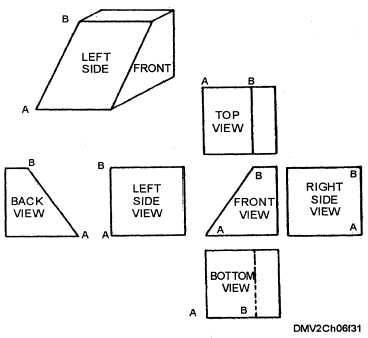 B
LEFT
SIDE
FRONT
A
A
B
TOP
VIEW
B
BACK
VIEW
A
B
LEFT
SIDE
VIEW
A
B
FRONT
VIEW
A
B
RIGHT
SIDE
VIEW
A
BOTTOM
VIEW
A
B
DMV2Ch06f31